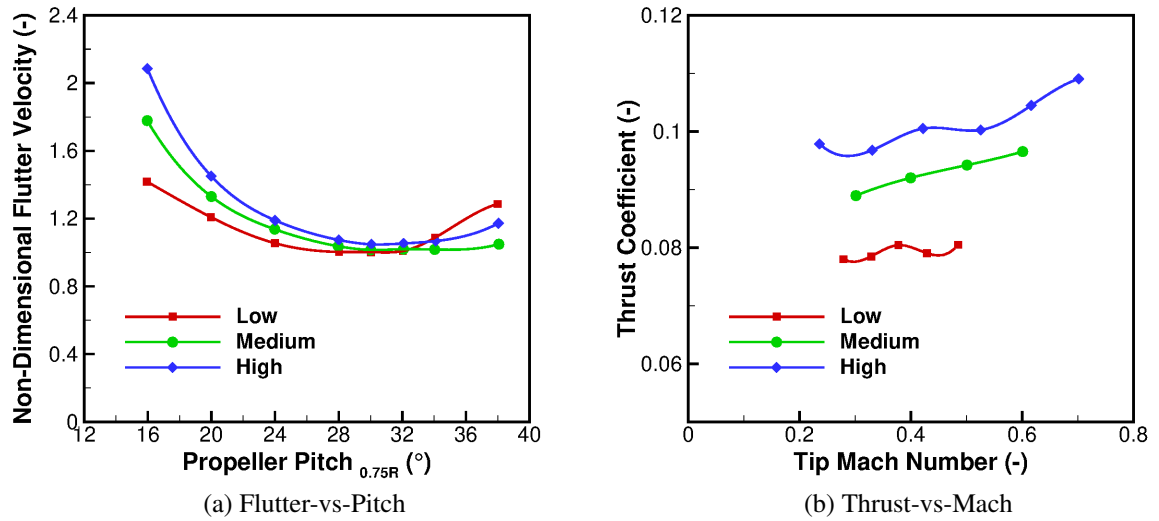 Non-Dimensional Flutter Velocity (-)
2.4
2
1.6
1.2
0.8
0.4
0
12 16 20 24 28 32 36 40
Propeller Pitch 0.75R (°)
Low
Medium
High
(a) Flutter-vs-Pitch
Thrust Coefficient (-)
0.12
0.1
0.08
0.06
0 0.2 0.4 0.6 0.8
Tip Mach Number (-)
Low
Medium
High
(b) Thrust-vs-Mach